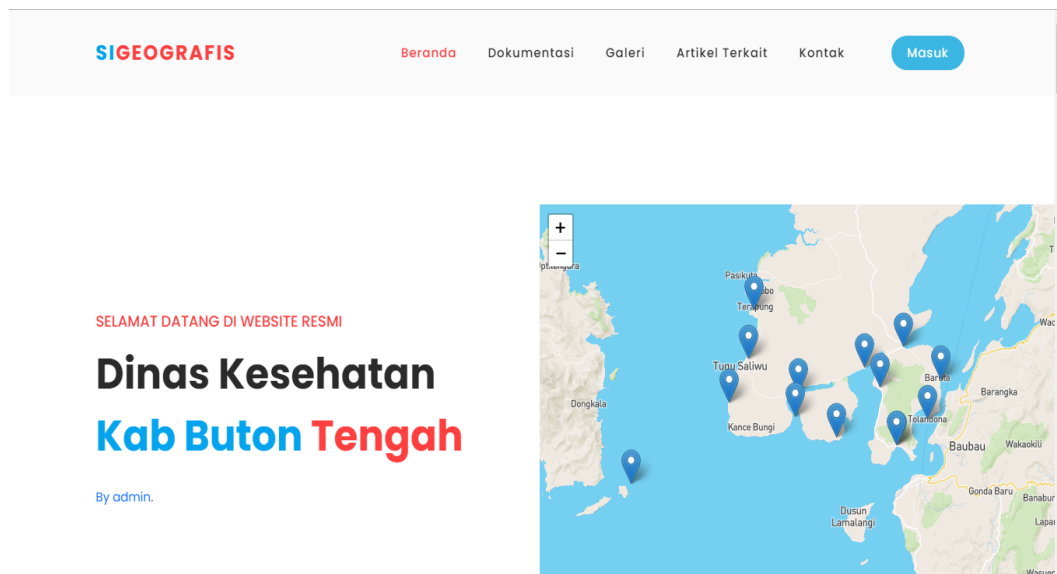 SIGEOGRAFIS
Beranda Dokumentasi Galeri Artikel Terkait Kontak Masuk
SELAMAT DATANG DI WEBSITE RESMI
Dinas Kesehatan
Kab Buton Tengah
By admin.
+
−
Pasikuta
Terapung
Tugu Saliwu
Dongkala
Kance Bungi
Barangka
Tolandona
Baubau
Wakaokili
Gonda Baru
Dusun
Lamalangi